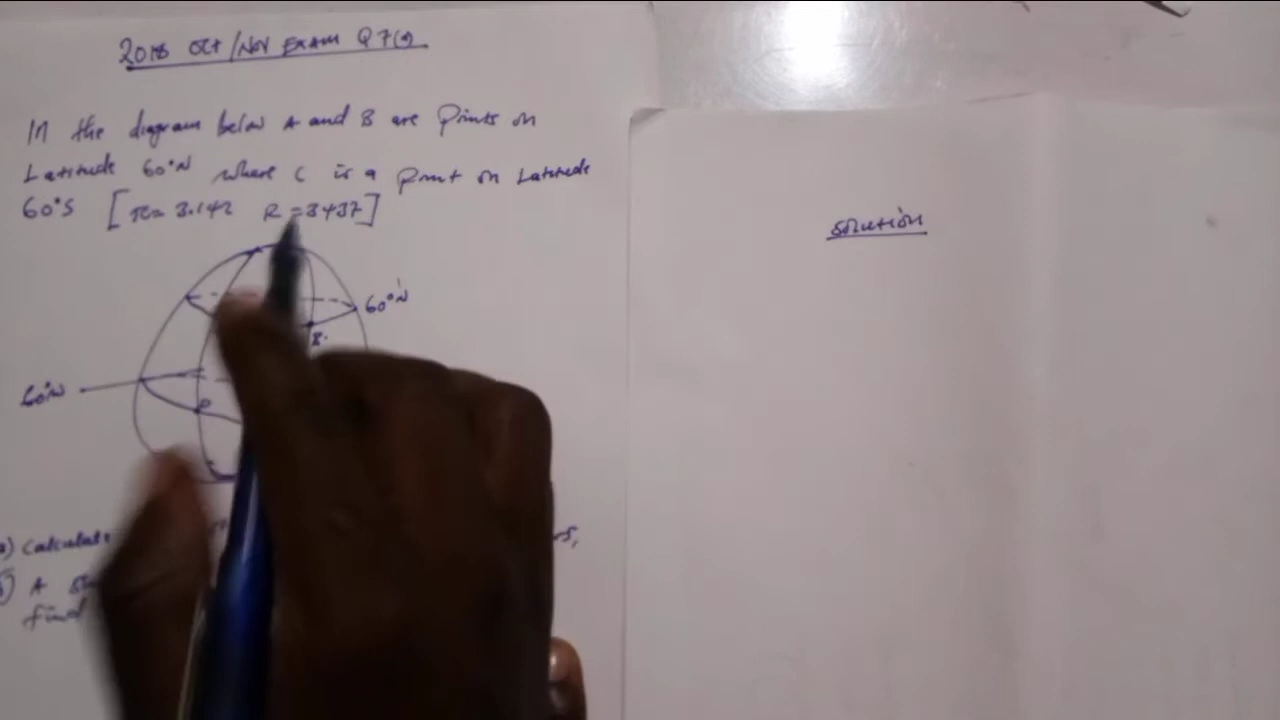 2018 Oct/Nov Exam Q7(a)
In the diagram below A and B are points on
Latitude 60°N where C is a point on Latitude
60°S [π= 3.142 R = 3437]
60°N
B.
60°W
a) Calculate
b) A
find
Solution